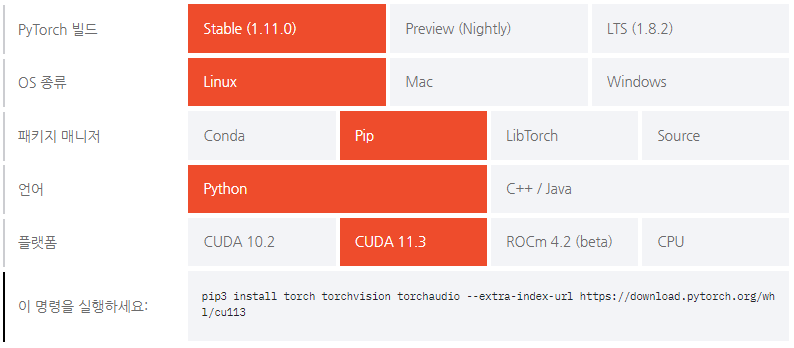 PyTorch 빌드 Stable (1.11.0) Preview (Nightly) LTS (1.8.2)
OS 종류 Linux Mac Windows
패키지 매니저 Conda Pip LibTorch Source
언어 Python C++ / Java
플랫폼 CUDA 10.2 CUDA 11.3 ROCm 4.2 (beta) CPU
이 명령을 실행하세요: pip3 install torch torchvision torchaudio --extra-index-url https://download.pytorch.org/wh
l/cu113